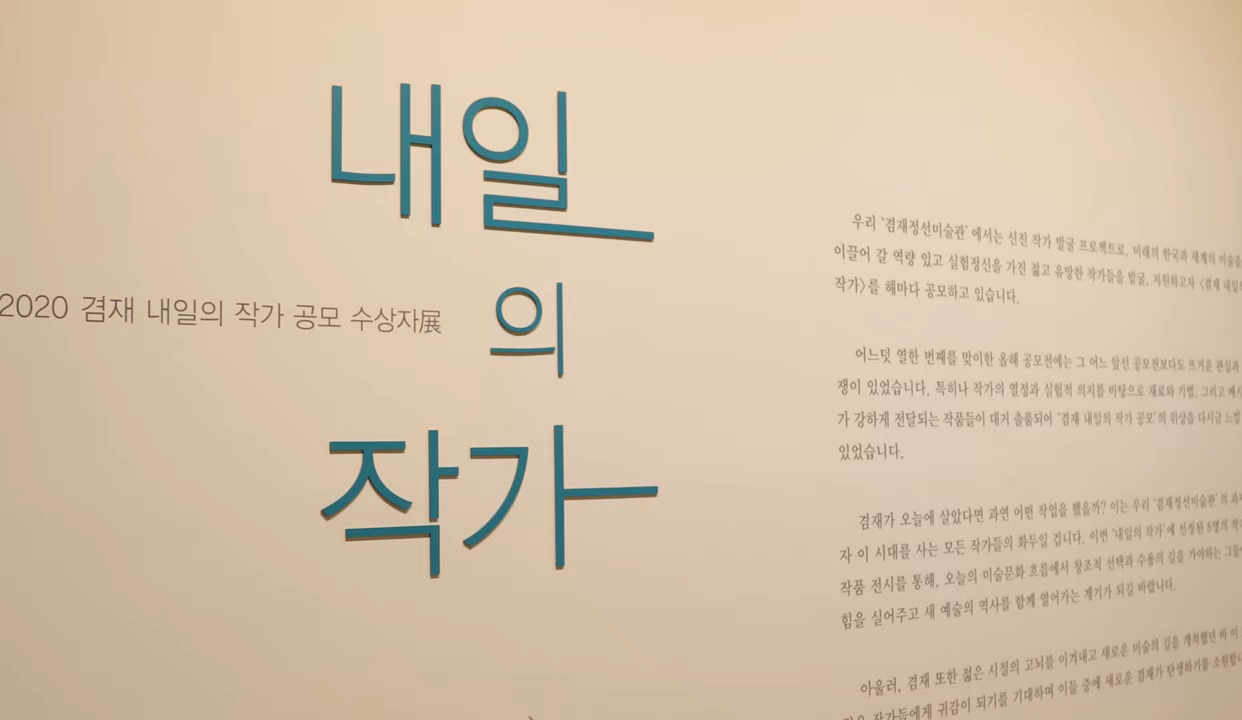 내일
의
작가
2020 겸재 내일의 작가 공모 수상자展
우리 '겸재정선미술관' 에서는 신진 작가 발굴 프로젝트로, 미래의 한국과 세계의 미술을
이끌어 갈 역량 있고 실험정신을 가진 젊고 유망한 작가들을 발굴, 지원하고자 〈겸재 내일의
작가〉를 해마다 공모하고 있습니다.
어느덧 열한 번째를 맞이한 올해 공모전에는 그 어느 앞선 공모전보다도 뜨거운 관심과
쟁이 있었습니다. 특히나 작가의 열정과 실험적 의지를 바탕으로 재료와 기법, 그리고
가 강하게 전달되는 작품들이 대거 출품되어 '겸재 내일의 작가 공모'의 위상을 다시금 느낄
있었습니다.
겸재가 오늘에 살았다면 과연 어떤 작업을 했을까? 이는 우리 '겸재정선미술관' 의
자 이 시대를 사는 모든 작가들의 화두일 겁니다. 이번 '내일의 작가' 에 선정된 8명의
작품 전시를 통해, 오늘의 미술문화 흐름에서 창조적 선택과 수용의 길을 가야하는
힘을 실어주고 새 예술의 역사를 함께 열어가는 계기가 되길 바랍니다.
아울러, 겸재 또한 젊은 시절의 고뇌를 이겨내고 새로운 미술의 길을 개척했던 바 이
작가들에게 귀감이 되기를 기대하며 이들 중에 새로운 겸재가 탄생하기를